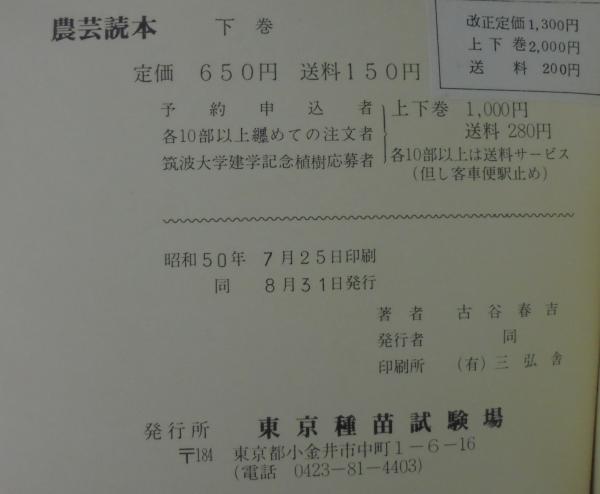 農芸読本 下巻
改正定価1,300円
上下巻2,000円
送料 200円
定価 650円 送料150円
予約申込者
各10部以上纏めての注文者
筑波大学建学記念植樹応募者
上下巻 1,000円
送料 280円
各10部以上は送料サービス
(但し客車便駅止め)
昭和50年 7月25日印刷
同 8月31日発行
著者 古谷春吉
発行者 同
印刷所 (有)三弘舎
発行所 東京種苗試験場
〒184 東京都小金井市中町1-6-16
(電話 0423-81-4403)